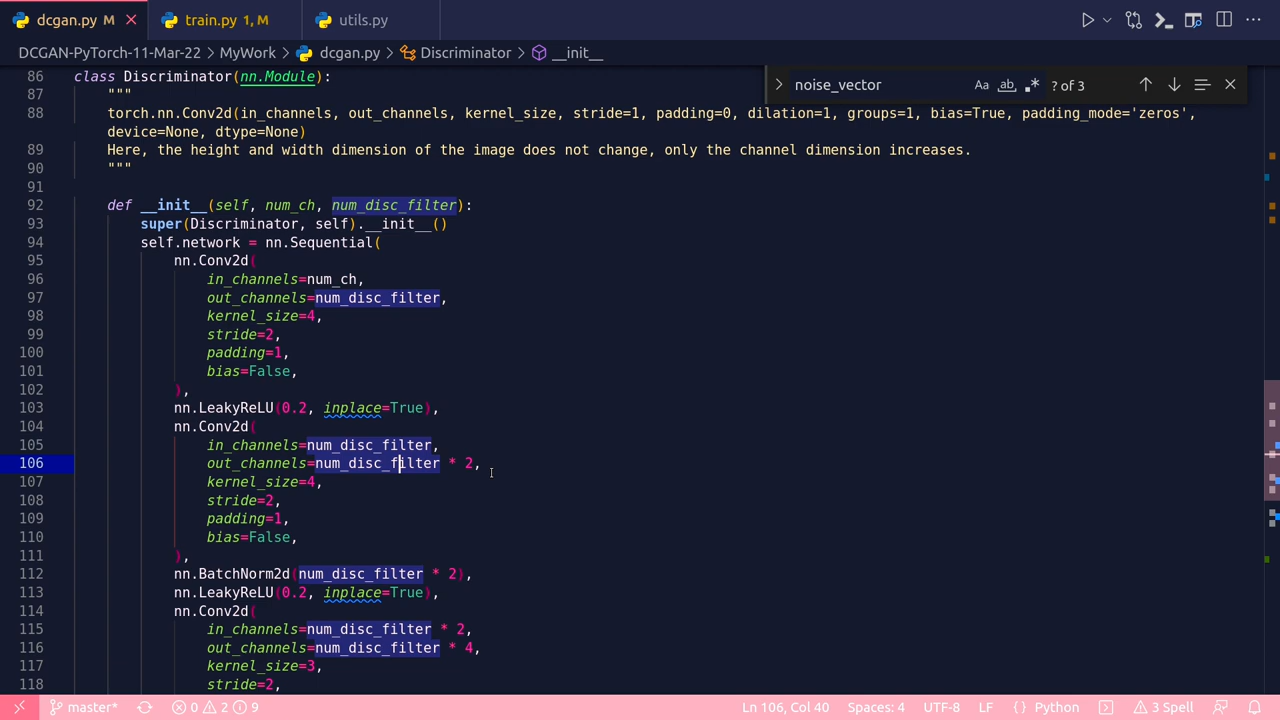 dcgan.py M train.py 1, M utils.py
DCGAN-PyTorch-11-Mar-22 > MyWork > dcgan.py > Discriminator > __init__
noise_vector Aa ab .* ? of 3
86 class Discriminator(nn.Module):
87 """
88 torch.nn.Conv2d(in_channels, out_channels, kernel_size, stride=1, padding=0, dilation=1, groups=1, bias=True, padding_mode='zeros',
device=None, dtype=None)
89 Here, the height and width dimension of the image does not change, only the channel dimension increases.
90 """
91
92 def __init__(self, num_ch, num_disc_filter):
93 super(Discriminator, self).__init__()
94 self.network = nn.Sequential(
95 nn.Conv2d(
96 in_channels=num_ch,
97 out_channels=num_disc_filter,
98 kernel_size=4,
99 stride=2,
100 padding=1,
101 bias=False,
102 ),
103 nn.LeakyReLU(0.2, inplace=True),
104 nn.Conv2d(
105 in_channels=num_disc_filter,
106 out_channels=num_disc_filter * 2,
107 kernel_size=4,
108 stride=2,
109 padding=1,
110 bias=False,
111 ),
112 nn.BatchNorm2d(num_disc_filter * 2),
113 nn.LeakyReLU(0.2, inplace=True),
114 nn.Conv2d(
115 in_channels=num_disc_filter * 2,
116 out_channels=num_disc_filter * 4,
117 kernel_size=3,
118 stride=2,
master* 0 2 9 Ln 106, Col 40 Spaces: 4 UTF-8 LF {} Python 3 Spell